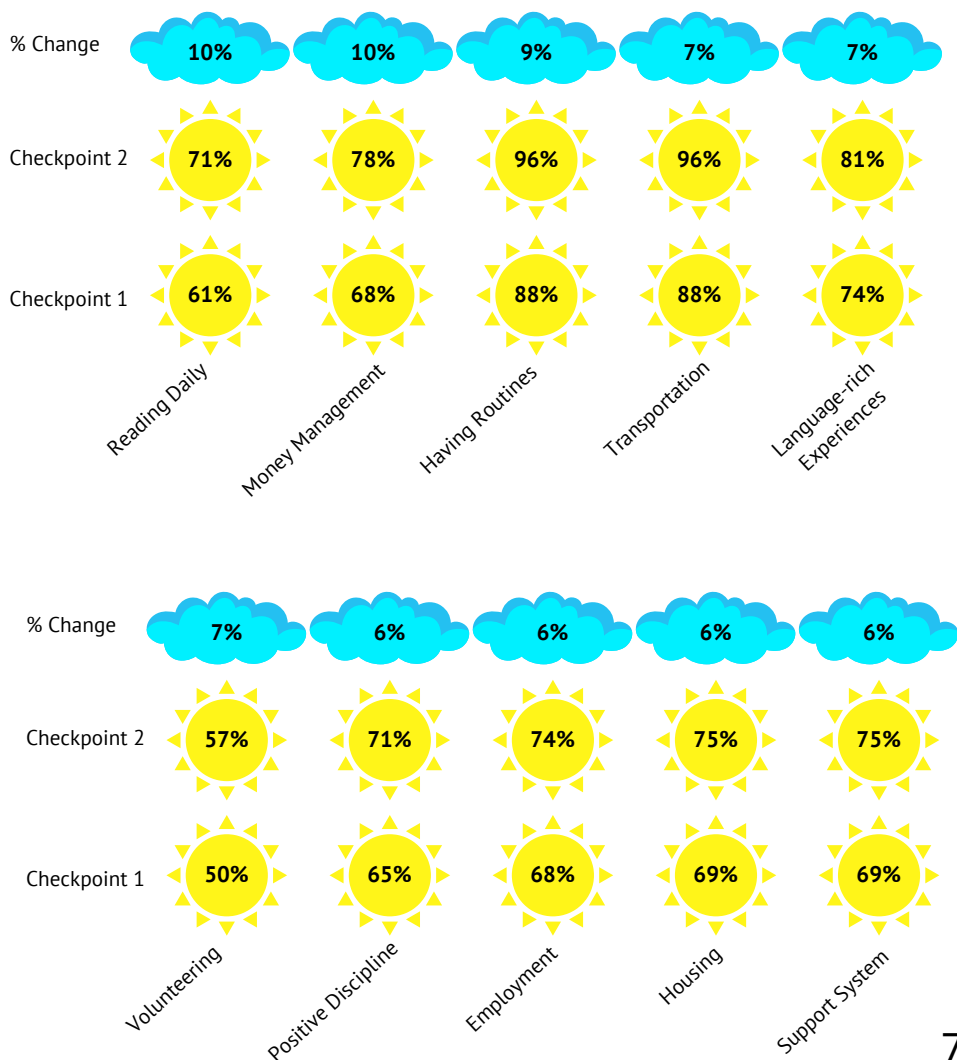 % Change 10% 10% 9% 7% 7%
Checkpoint 2 71% 78% 96% 96% 81%
Checkpoint 1 61% 68% 88% 88% 74%
Reading Daily
Money Management
Having Routines
Transportation
Language-rich
Experiences
% Change 7% 6% 6% 6% 6%
Checkpoint 2 57% 71% 74% 75% 75%
Checkpoint 1 50% 65% 68% 69% 69%
Volunteering
Positive Discipline
Employment
Housing
Support System
7